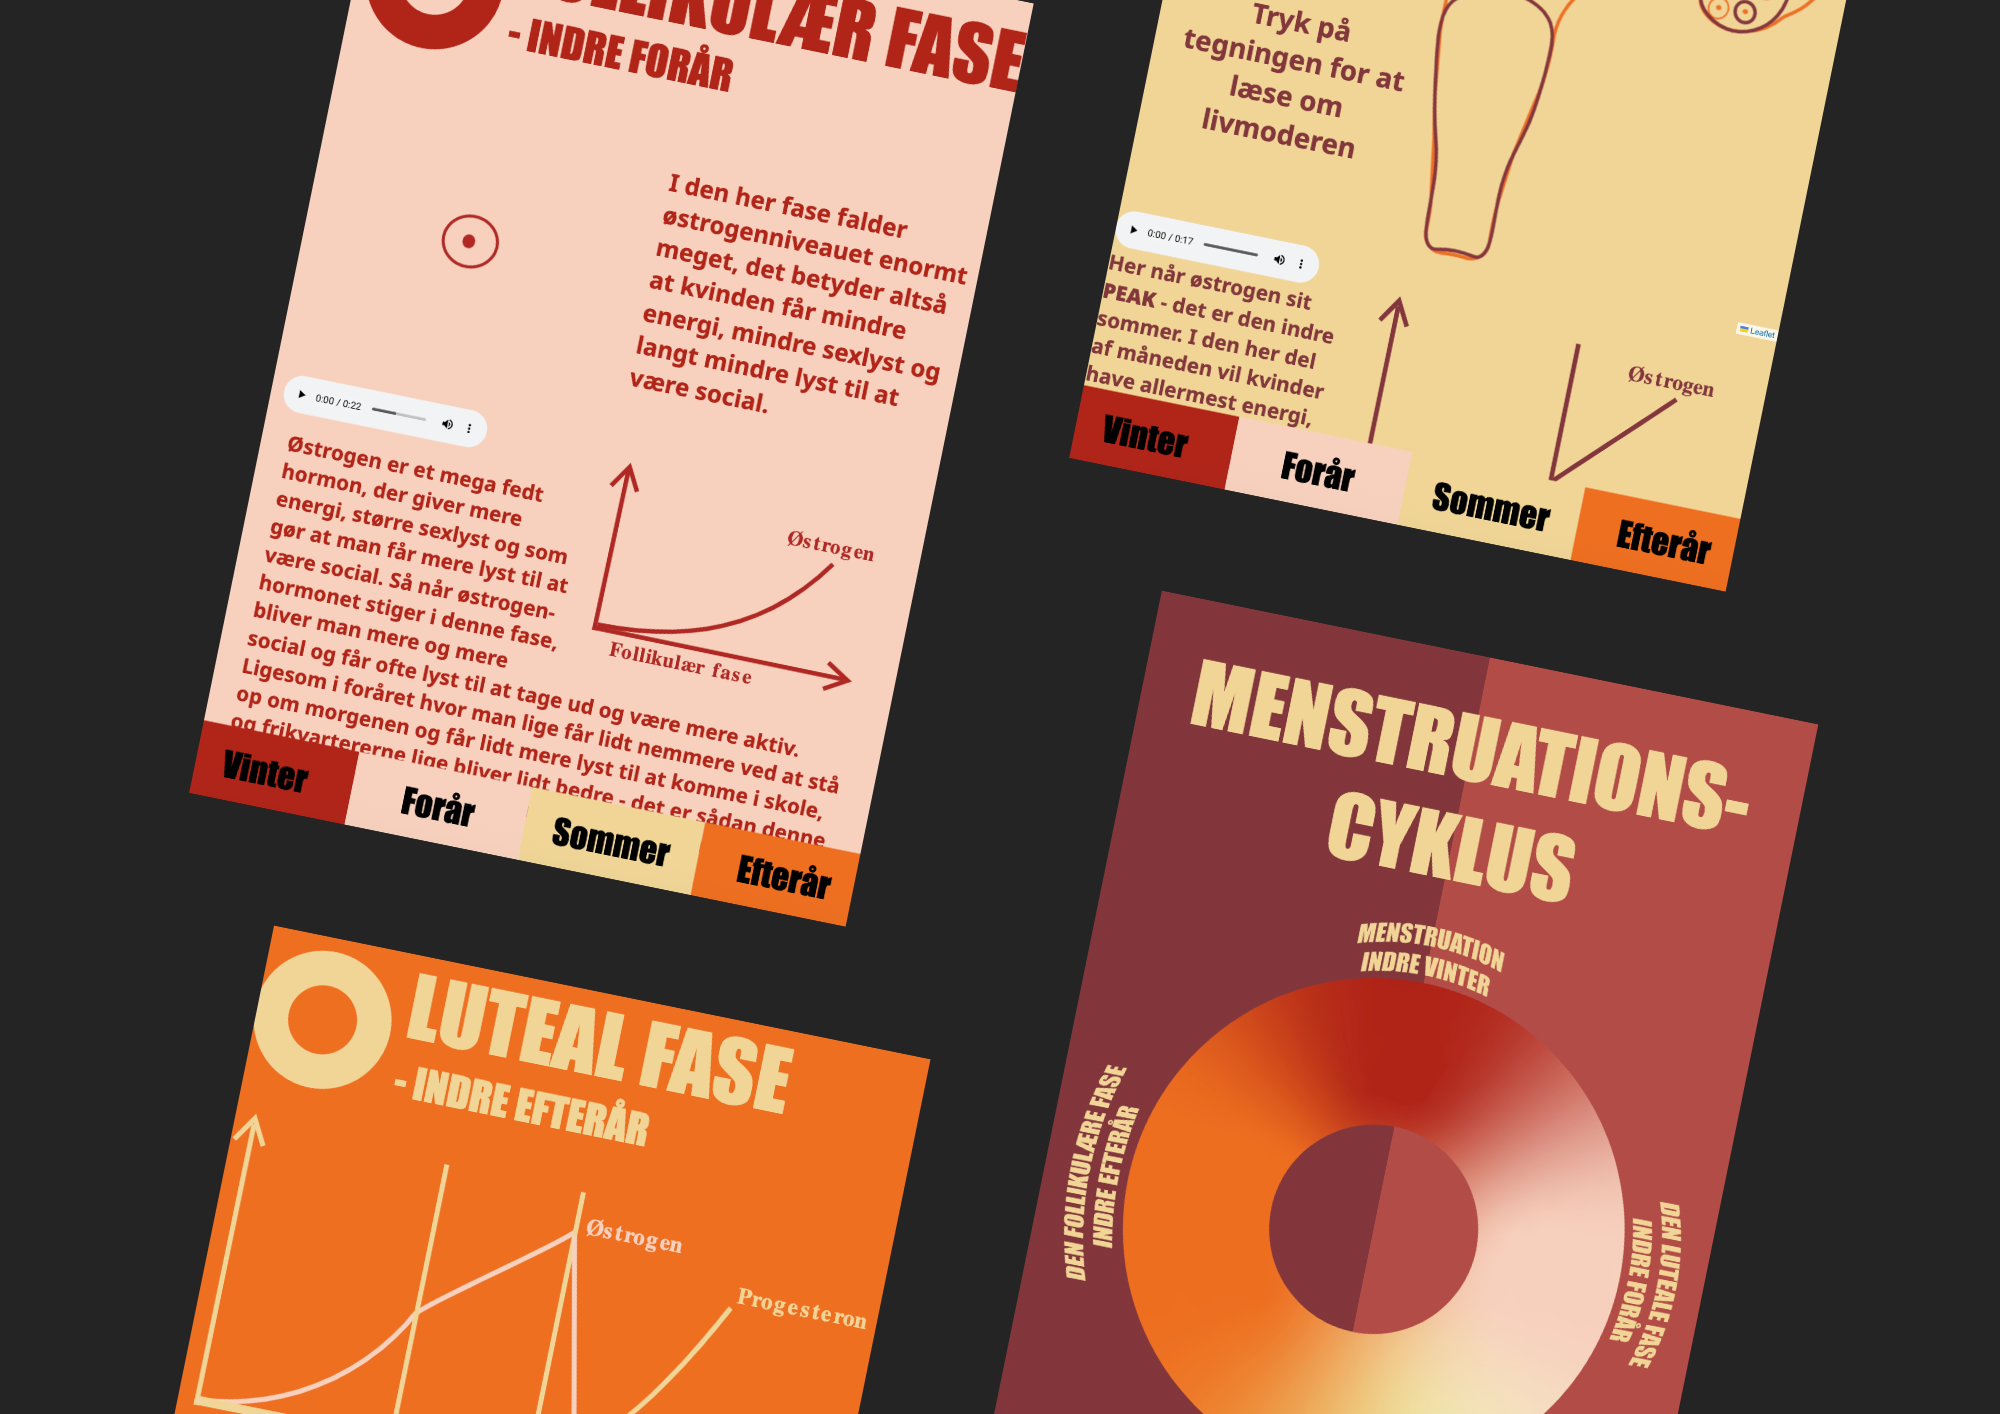 FOLLIKULÆR FASE
- INDRE FORÅR
I den her fase falder
østrogenniveauet enormt
meget, det betyder altså
at kvinden får mindre
energi, mindre sexlyst og
langt mindre lyst til at
være social.
0:00 / 0:22
Østrogen er et mega fedt
hormon, der giver mere
energi, større sexlyst og som
gør at man får mere lyst til at
være social. Så når østrogen-
hormonet stiger i denne fase,
bliver man mere og mere
social og får ofte lyst til at tage ud og være mere aktiv.
Ligesom i foråret hvor man lige får lidt nemmere ved at stå
op om morgenen og får lidt mere lyst til at komme i skole,
og frikvartererne lige bliver lidt bedre - det er sådan denne
Østrogen
Follikulær fase
Vinter
Forår
Sommer
Efterår
Tryk på
tegningen for at
læse om
livmoderen
0:00 / 0:17
Her når østrogen sit
PEAK - det er den indre
sommer. I den her del
af måneden vil kvinder
have allermest energi,
Leaflet
Østrogen
Vinter
Forår
Sommer
Efterår
LUTEAL FASE
- INDRE EFTERÅR
Østrogen
Progesteron
MENSTRUATIONS-
CYKLUS
MENSTRUATION
INDRE VINTER
DEN FOLLIKULÆRE FASE
INDRE EFTERÅR
DEN LUTEALE FASE
INDRE FORÅR